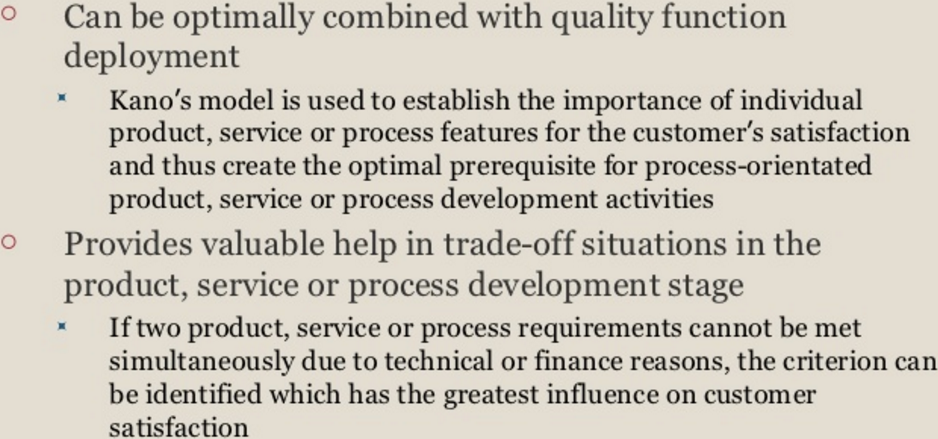 Can be optimally combined with quality function
deployment
Kano's model is used to establish the importance of individual
product, service or process features for the customer's satisfaction
and thus create the optimal prerequisite for process-orientated
product, service or process development activities
Provides valuable help in trade-off situations in the
product, service or process development stage
If two product, service or process requirements cannot be met
simultaneously due to technical or finance reasons, the criterion can
be identified which has the greatest influence on customer
satisfaction